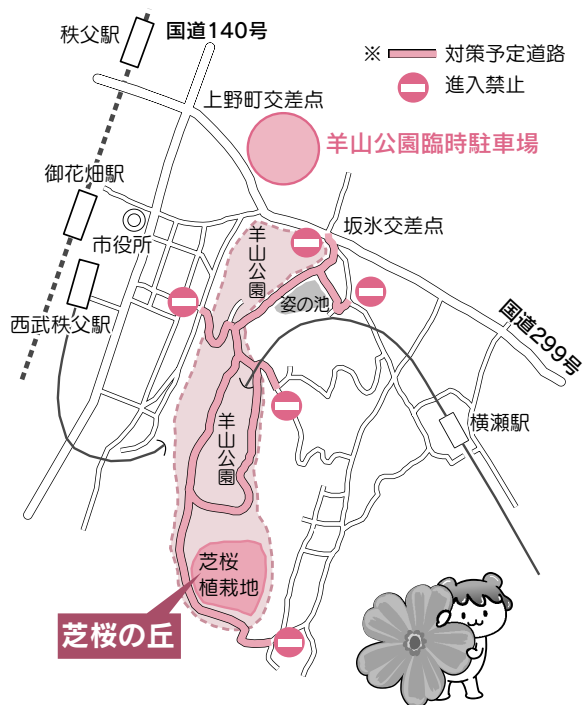 秩父駅
国道140号
※ 対策予定道路
進入禁止
上野町交差点
羊山公園臨時駐車場
御花畑駅
市役所
坂氷交差点
羊山公園
姿の池
西武秩父駅
国道299号
羊山公園
横瀬駅
芝桜
植栽地
芝桜の丘